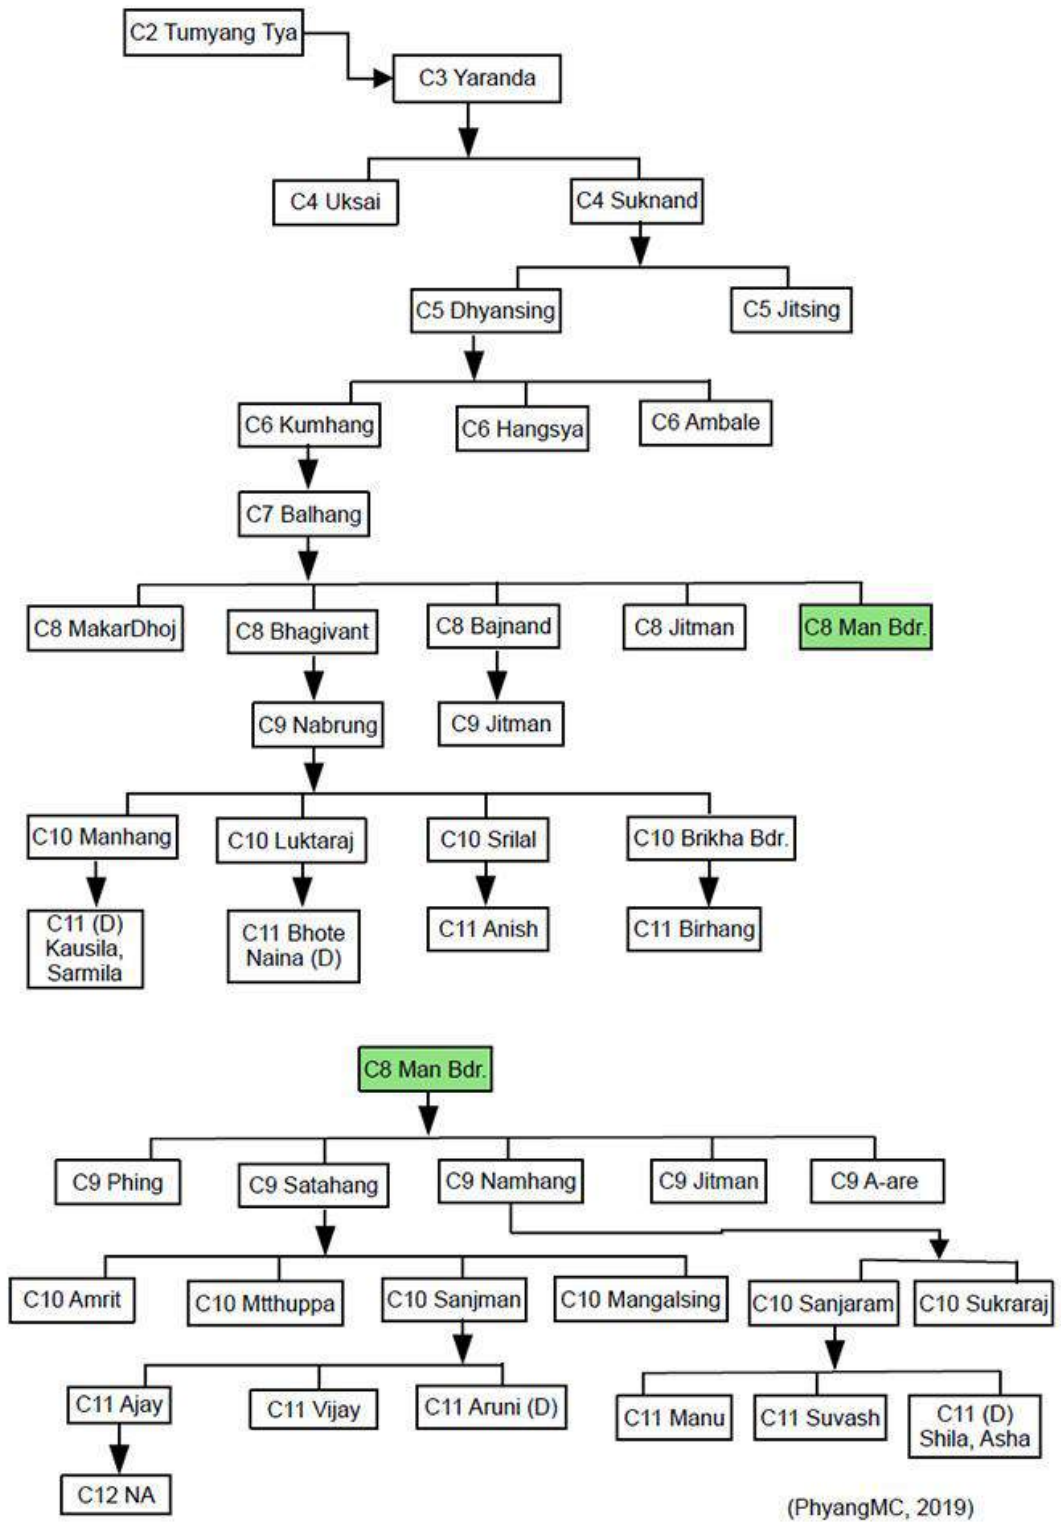 C2 Tumyang Tya
C3 Yaranda
C4 Uksai
C4 Suknand
C5 Dhyansing
C5 Jitsing
C6 Kumhang
C6 Hangsya
C6 Ambale
C7 Balhang
C8 MakarDhoj
C8 Bhagivant
C8 Bajnand
C8 Jitman
C8 Man Bdr.
C9 Nabrung
C9 Jitman
C10 Manhang
C10 Luktaraj
C10 Srilal
C10 Brikha Bdr.
C11 (D)
Kausila,
Sarmila
C11 Bhote
Naina (D)
C11 Anish
C11 Birhang
C8 Man Bdr.
C9 Phing
C9 Satahang
C9 Namhang
C9 Jitman
C9 A-are
C10 Amrit
C10 Mtthuppa
C10 Sanjman
C10 Mangalsing
C10 Sanjaram
C10 Sukraraj
C11 Ajay
C11 Vijay
C11 Aruni (D)
C11 Manu
C11 Suvash
C11 (D)
Shila, Asha
C12 NA
(PhyangMC, 2019)